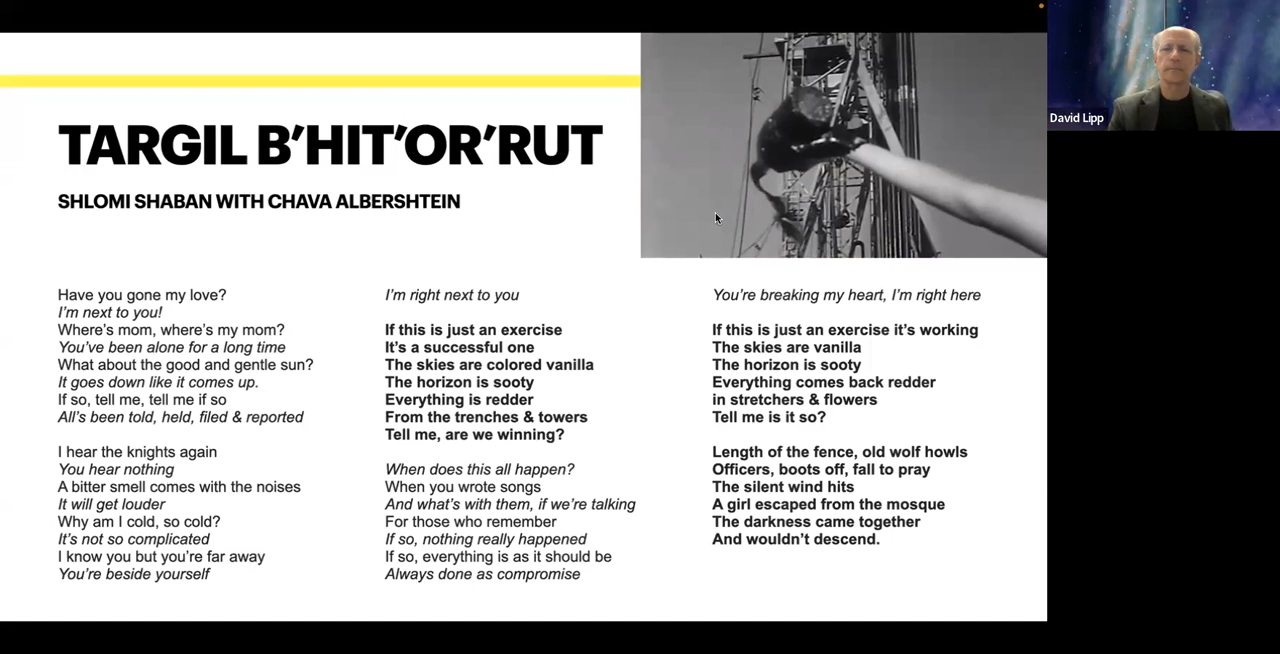 TARGIL B’HIT’OR’RUT
SHLOMI SHABAN WITH CHAVA ALBERSHTEIN
Have you gone my love?
I’m next to you!
Where’s mom, where’s my mom?
You’ve been alone for a long time
What about the good and gentle sun?
It goes down like it comes up.
If so, tell me, tell me if so
All’s been told, held, filed & reported
I hear the knights again
You hear nothing
A bitter smell comes with the noises
It will get louder
Why am I cold, so cold?
It’s not so complicated
I know you but you’re far away
You’re beside yourself
I’m right next to you
If this is just an exercise
It’s a successful one
The skies are colored vanilla
The horizon is sooty
Everything is redder
From the trenches & towers
Tell me, are we winning?
When does this all happen?
When you wrote songs
And what’s with them, if we’re talking
For those who remember
If so, nothing really happened
If so, everything is as it should be
Always done as compromise
You’re breaking my heart, I’m right here
If this is just an exercise it’s working
The skies are vanilla
The horizon is sooty
Everything comes back redder
in stretchers & flowers
Tell me is it so?
Length of the fence, old wolf howls
Officers, boots off, fall to pray
The silent wind hits
A girl escaped from the mosque
The darkness came together
And wouldn’t descend.
David Lipp